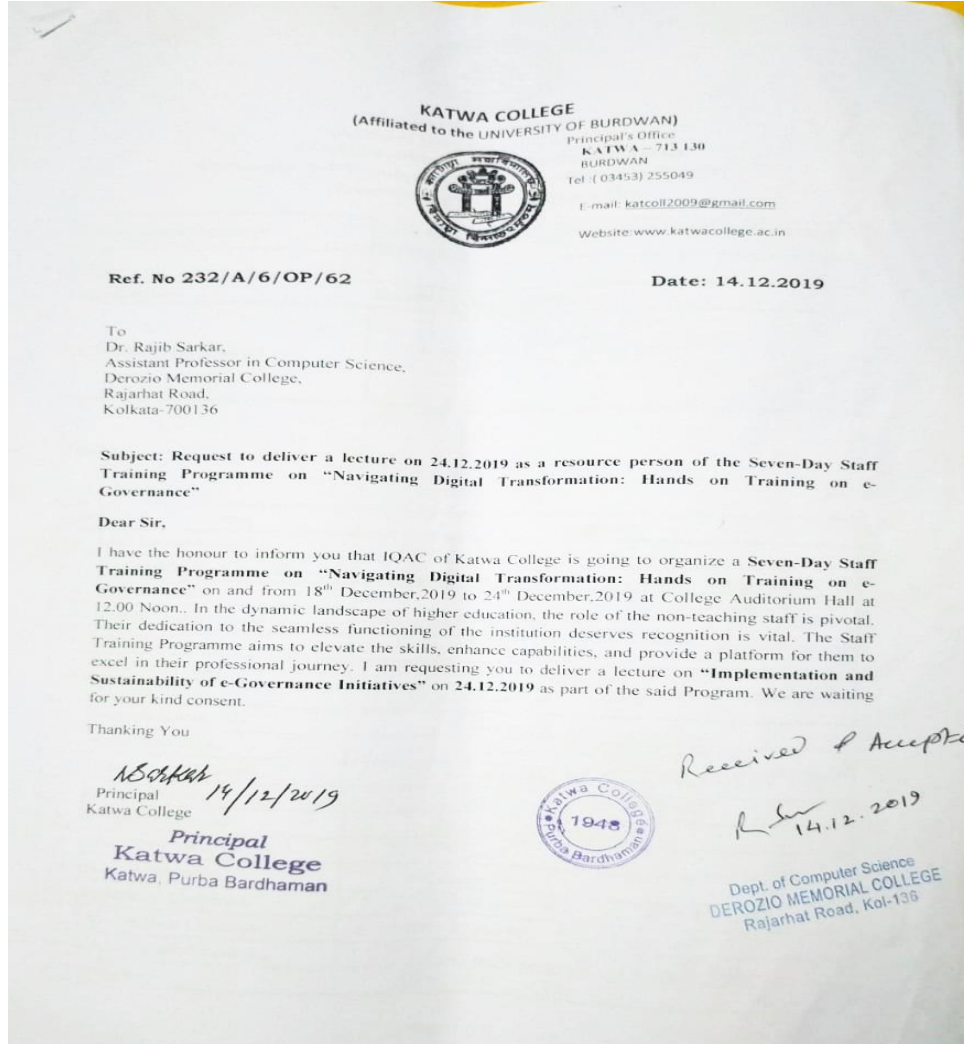 KATWA COLLEGE
(Affiliated to the UNIVERSITY OF BURDWAN)
Principal's Office
KATWA – 713 130
BURDWAN
Tel :( 03453) 255049
E-mail: katcoll2009@gmail.com
Website:www.katwacollege.ac.in
Ref. No 232/A/6/OP/62
Date: 14.12.2019
To
Dr. Rajib Sarkar,
Assistant Professor in Computer Science,
Derozio Memorial College,
Rajarhat Road,
Kolkata-700136
Subject: Request to deliver a lecture on 24.12.2019 as a resource person of the Seven-Day Staff
Training Programme on “Navigating Digital Transformation: Hands on Training on e-
Governance”
Dear Sir,
I have the honour to inform you that IQAC of Katwa College is going to organize a Seven-Day Staff
Training Programme on “Navigating Digital Transformation: Hands on Training on e-
Governance” on and from 18th December,2019 to 24th December,2019 at College Auditorium Hall at
12.00 Noon.. In the dynamic landscape of higher education, the role of the non-teaching staff is pivotal.
Their dedication to the seamless functioning of the institution deserves recognition is vital. The Staff
Training Programme aims to elevate the skills, enhance capabilities, and provide a platform for them to
excel in their professional journey. I am requesting you to deliver a lecture on “Implementation and
Sustainability of e-Governance Initiatives” on 24.12.2019 as part of the said Program. We are waiting
for your kind consent.
Thanking You
14/12/2019
Principal
Katwa College
Principal
Katwa College
Katwa, Purba Bardhaman
Katwa College
1948
Purba Bardhaman
Received & Accepte
14.12.2019
Dept. of Computer Science
DEROZIO MEMORIAL COLLEGE
Rajarhat Road, Kol-136